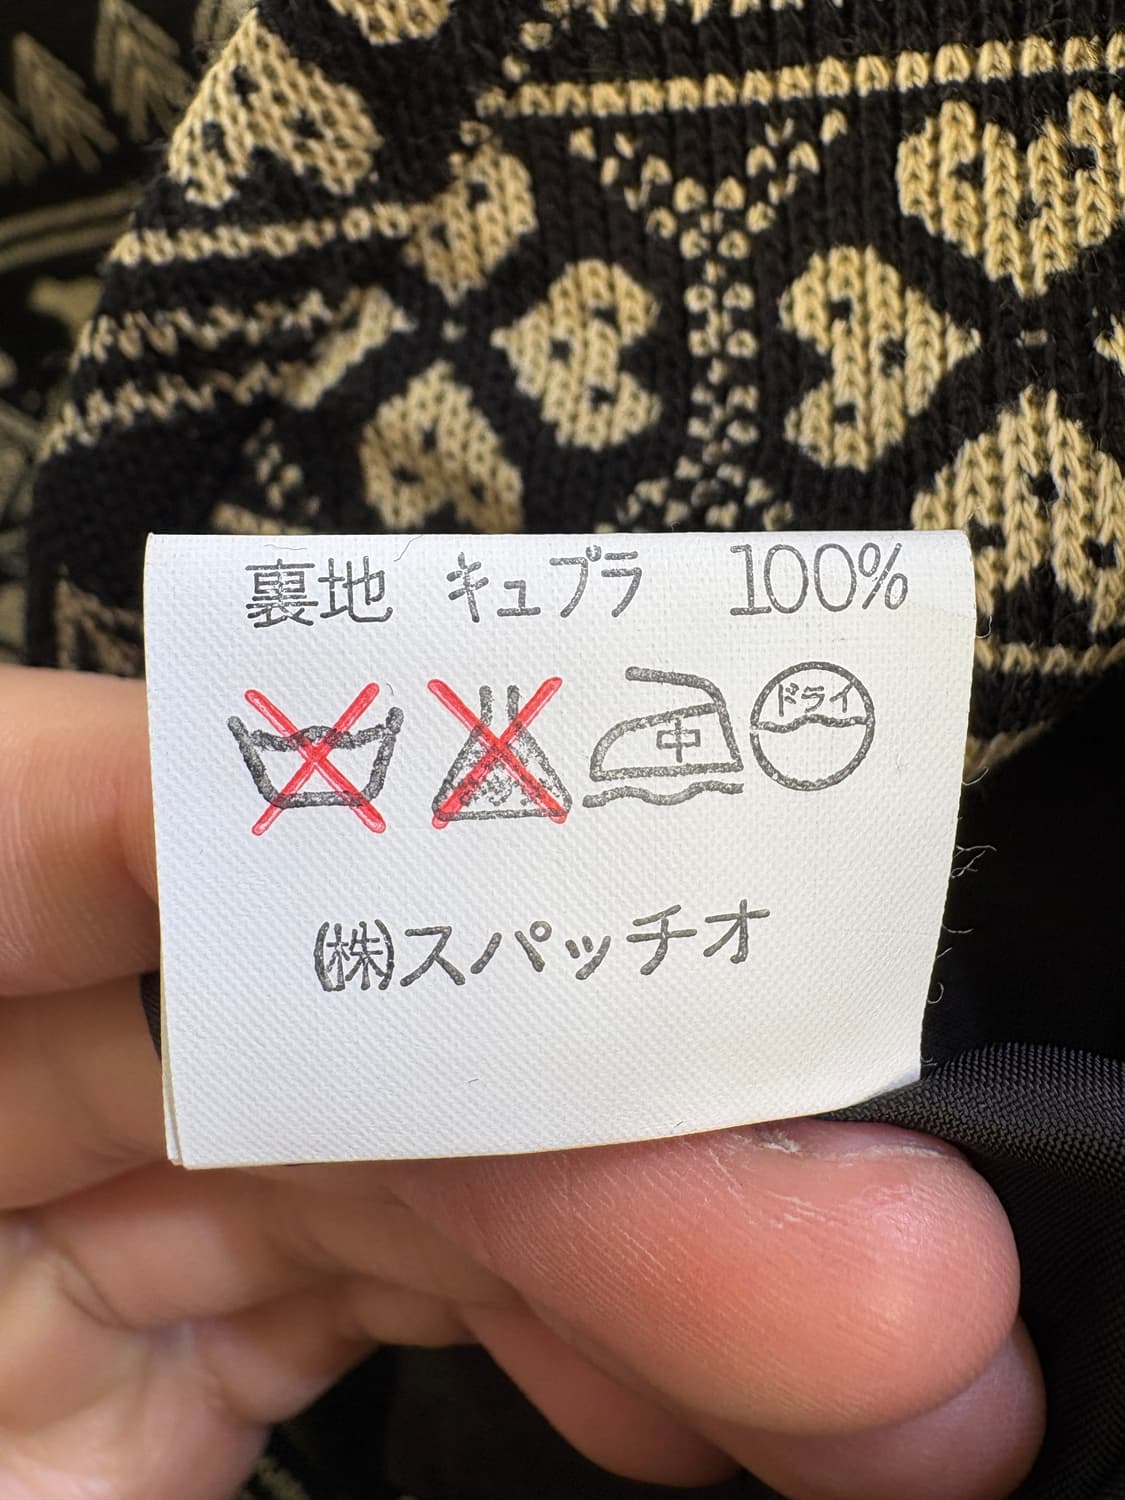 裏地 キュプラ 100%
中 ドライ
㈱スパッチオ